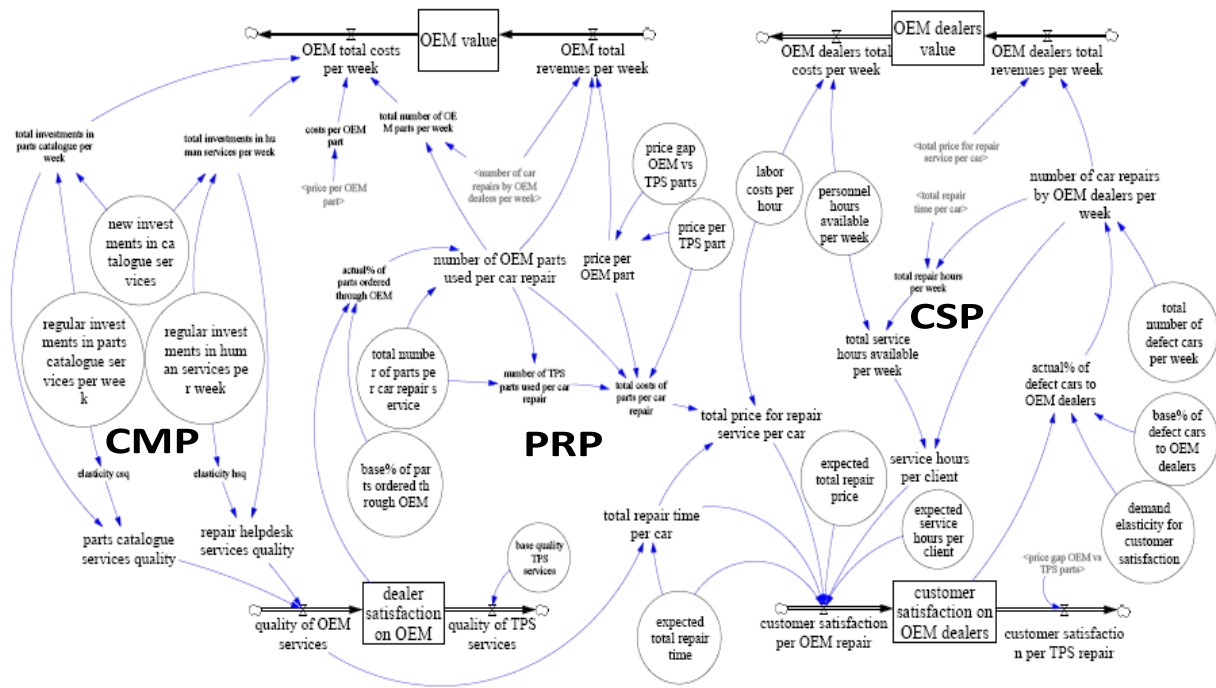 OEM value
OEM total costs
per week
OEM total
revenues per week
OEM dealers
value
OEM dealers total
costs per week
OEM dealers total
revenues per week
total investments in
parts catalogue per
week
total investments in hu
man services per week
costs per OEM
part
total number of OE
M parts per week
<price per OEM
part>
<number of car
repairs by OEM
dealers per week>
price gap
OEM vs
TPS parts
price per
TPS part
labor
costs per
hour
personnel
hours
available
per week
<total price for repair
service per car>
<total repair
time per car>
number of car repairs
by OEM dealers per
week
new invest
ments in ca
talogue ser
vices
actual% of
parts ordered
through OEM
number of OEM parts
used per car repair
price per
OEM part
total repair hours
per week
CSP
regular invest
ments in parts
catalogue ser
vices per wee
k
regular invest
ments in hum
an services pe
r week
total numbe
r of parts pe
r car repair s
ervice
number of TPS
parts used per car
repair
total costs of
parts per car
repair
total service
hours available
per week
total
number of
defect cars
per week
actual% of
defect cars to
OEM dealers
CMP
PRP
total price for repair
service per car
base% of
defect cars
to OEM
dealers
elasticity csq
elasticity hsq
base% of par
ts ordered th
rough OEM
expected
total repair
price
service hours
per client
parts catalogue
services quality
repair helpdesk
services quality
total repair time
per car
expected
service
hours per
client
demand
elasticity for
customer
satisfaction
base quality
TPS
services
<price gap OEM vs
TPS parts>
dealer
satisfaction
on OEM
quality of OEM
services
quality of TPS
services
expected
total repair
time
customer satisfaction
per OEM repair
customer
satisfaction on
OEM dealers
customer satisfactio
n per TPS repair